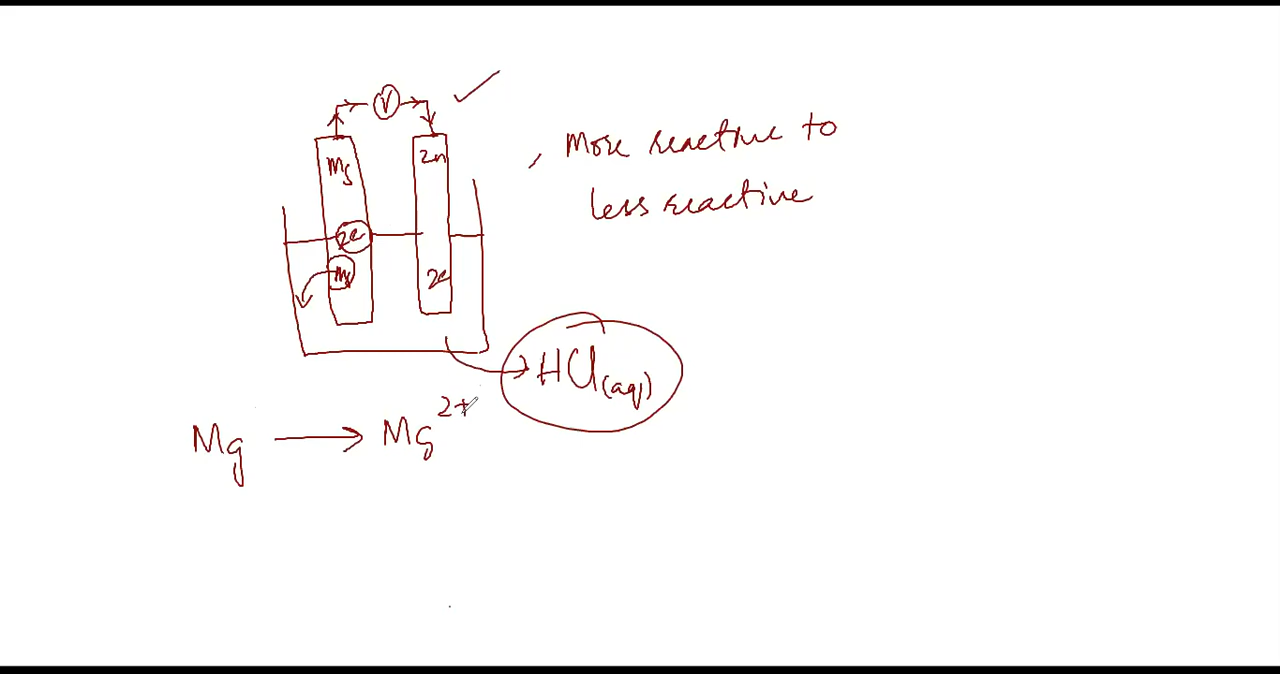 V
Mg
Zn
, More reactive to
less reactive
2e
Mg
2e
HCl(aq)
Mg → Mg²⁺